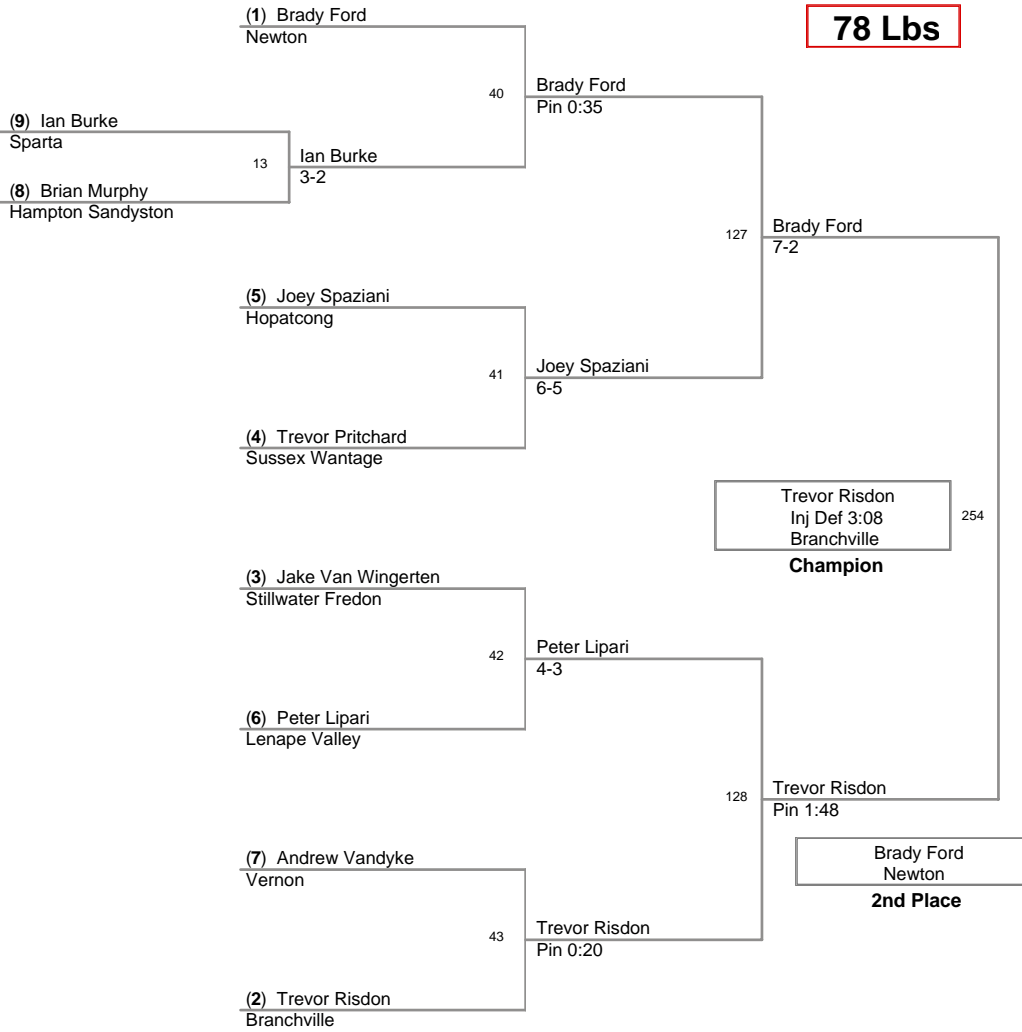 (1) Brady Ford
Newton
78 Lbs
40
Brady Ford
Pin 0:35
(9) Ian Burke
Sparta
13
Ian Burke
3-2
(8) Brian Murphy
Hampton Sandyston
127
Brady Ford
7-2
(5) Joey Spaziani
Hopatcong
41
Joey Spaziani
6-5
(4) Trevor Pritchard
Sussex Wantage
Trevor Risdon
Inj Def 3:08
Branchville
254
Champion
(3) Jake Van Wingerten
Stillwater Fredon
42
Peter Lipari
4-3
(6) Peter Lipari
Lenape Valley
128
Trevor Risdon
Pin 1:48
Brady Ford
Newton
2nd Place
(7) Andrew Vandyke
Vernon
43
Trevor Risdon
Pin 0:20
(2) Trevor Risdon
Branchville